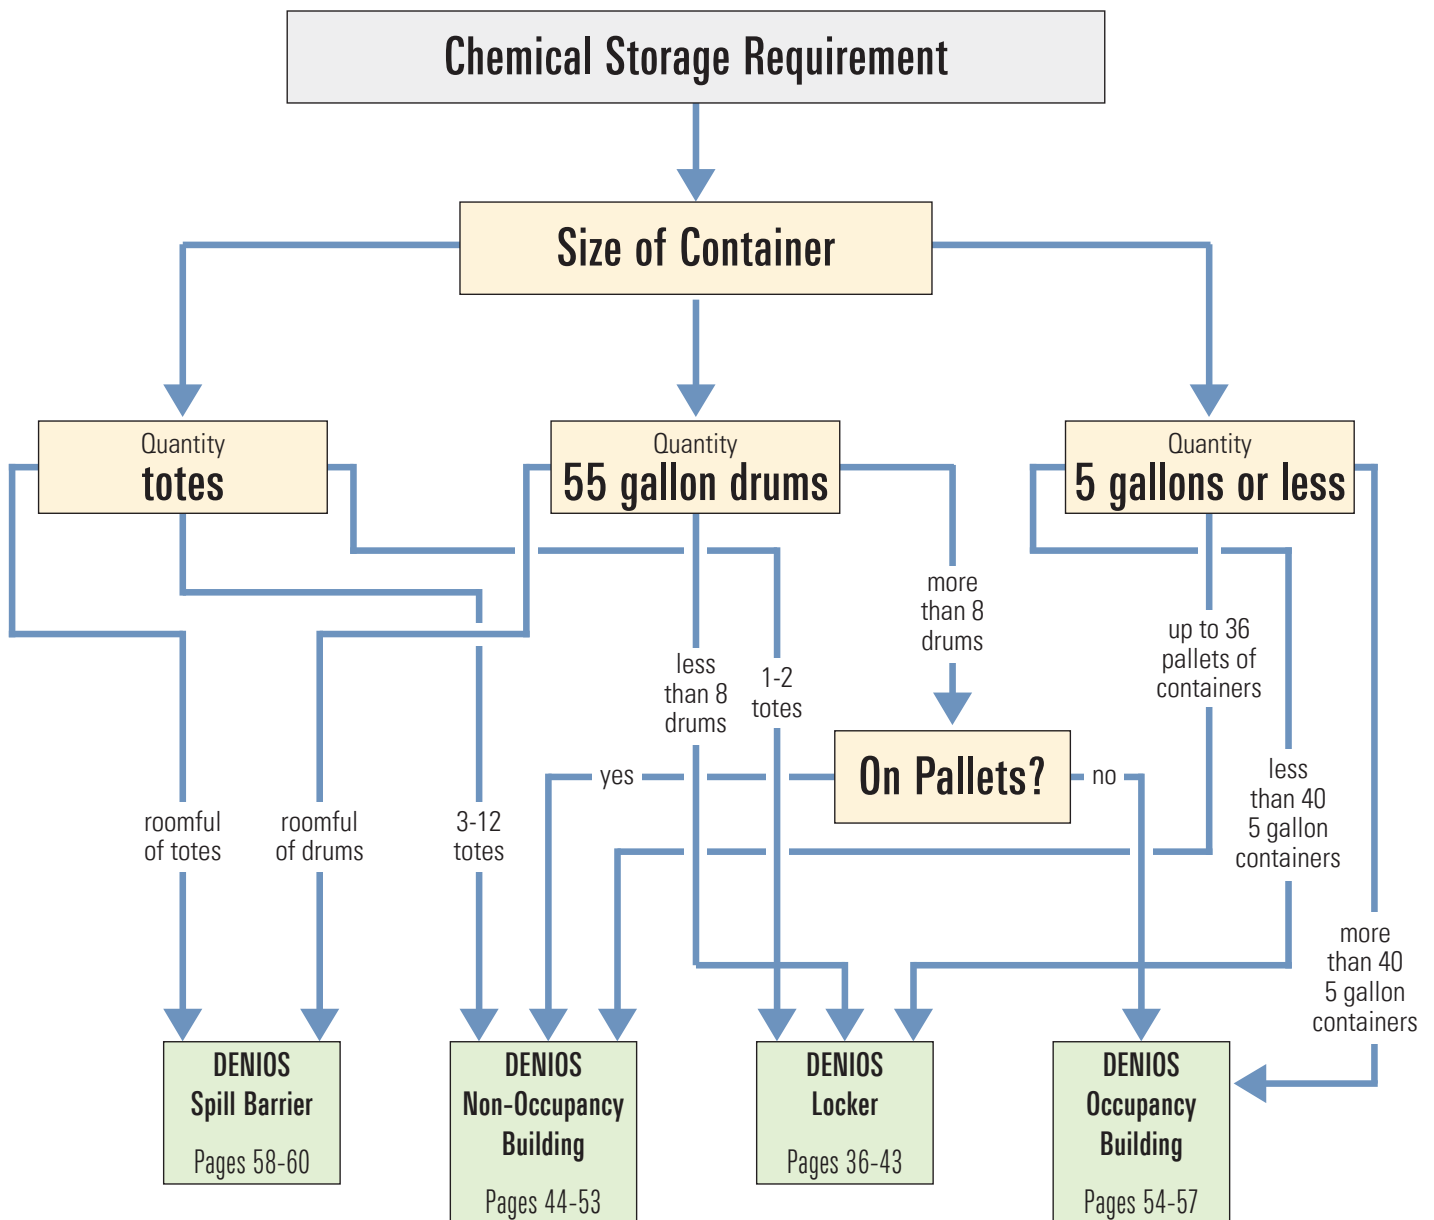 Chemical Storage Requirement
Size of Container
Quantity
totes
Quantity
55 gallon drums
Quantity
5 gallons or less
more
than 8
drums
up to 36
pallets of
containers
less
than 8
drums
1-2
totes
On Pallets?
yes
no
less
than 40
5 gallon
containers
roomful
of totes
roomful
of drums
3-12
totes
more
than 40
5 gallon
containers
DENIOS
Spill Barrier
Pages 58-60
DENIOS
Non-Occupancy
Building
Pages 44-53
DENIOS
Locker
Pages 36-43
DENIOS
Occupancy
Building
Pages 54-57